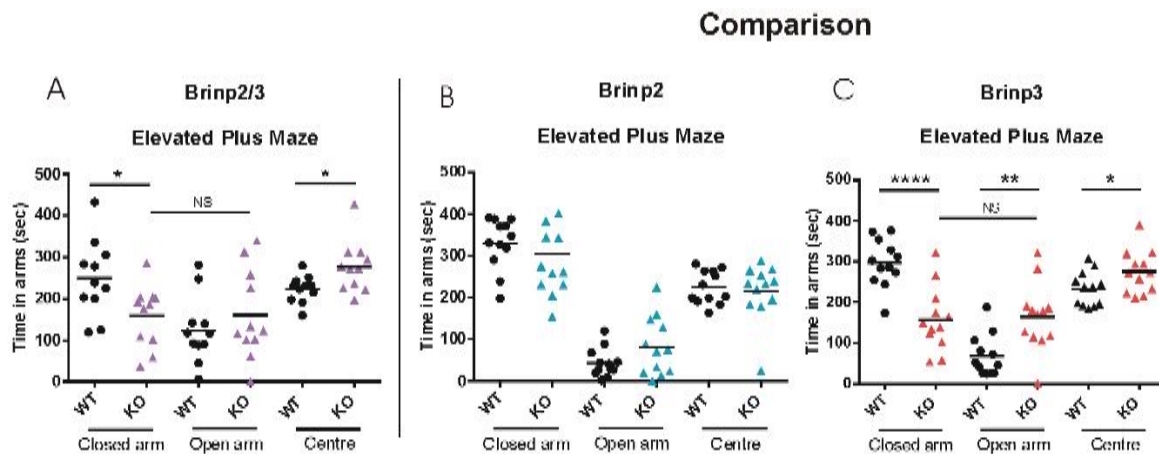 Comparison
A
Brinp2/3
Elevated Plus Maze
Time in arms (sec)
500
400
300
200
100
0
*
NS
*
WT
KO
WT
KO
WT
KO
Closed arm
Open arm
Centre
B
Brinp2
Elevated Plus Maze
Time in arms (sec)
500
400
300
200
100
0
WT
KO
WT
KO
WT
KO
Closed arm
Open arm
Centre
C
Brinp3
Elevated Plus Maze
Time in arms (sec)
500
400
300
200
100
0
****
**
*
NS
WT
KO
WT
KO
WT
KO
Closed arm
Open arm
Centre